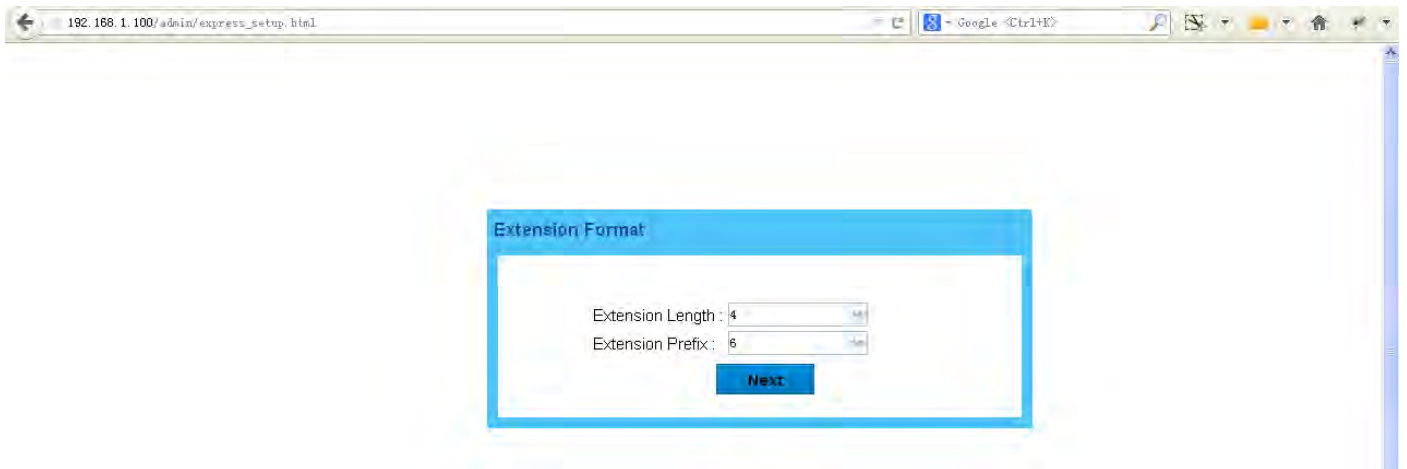 192.168.1.100/admin/express_setup.html
Google <Ctrl+K>
Extension Format
Extension Length : 4
Extension Prefix : 6
Next